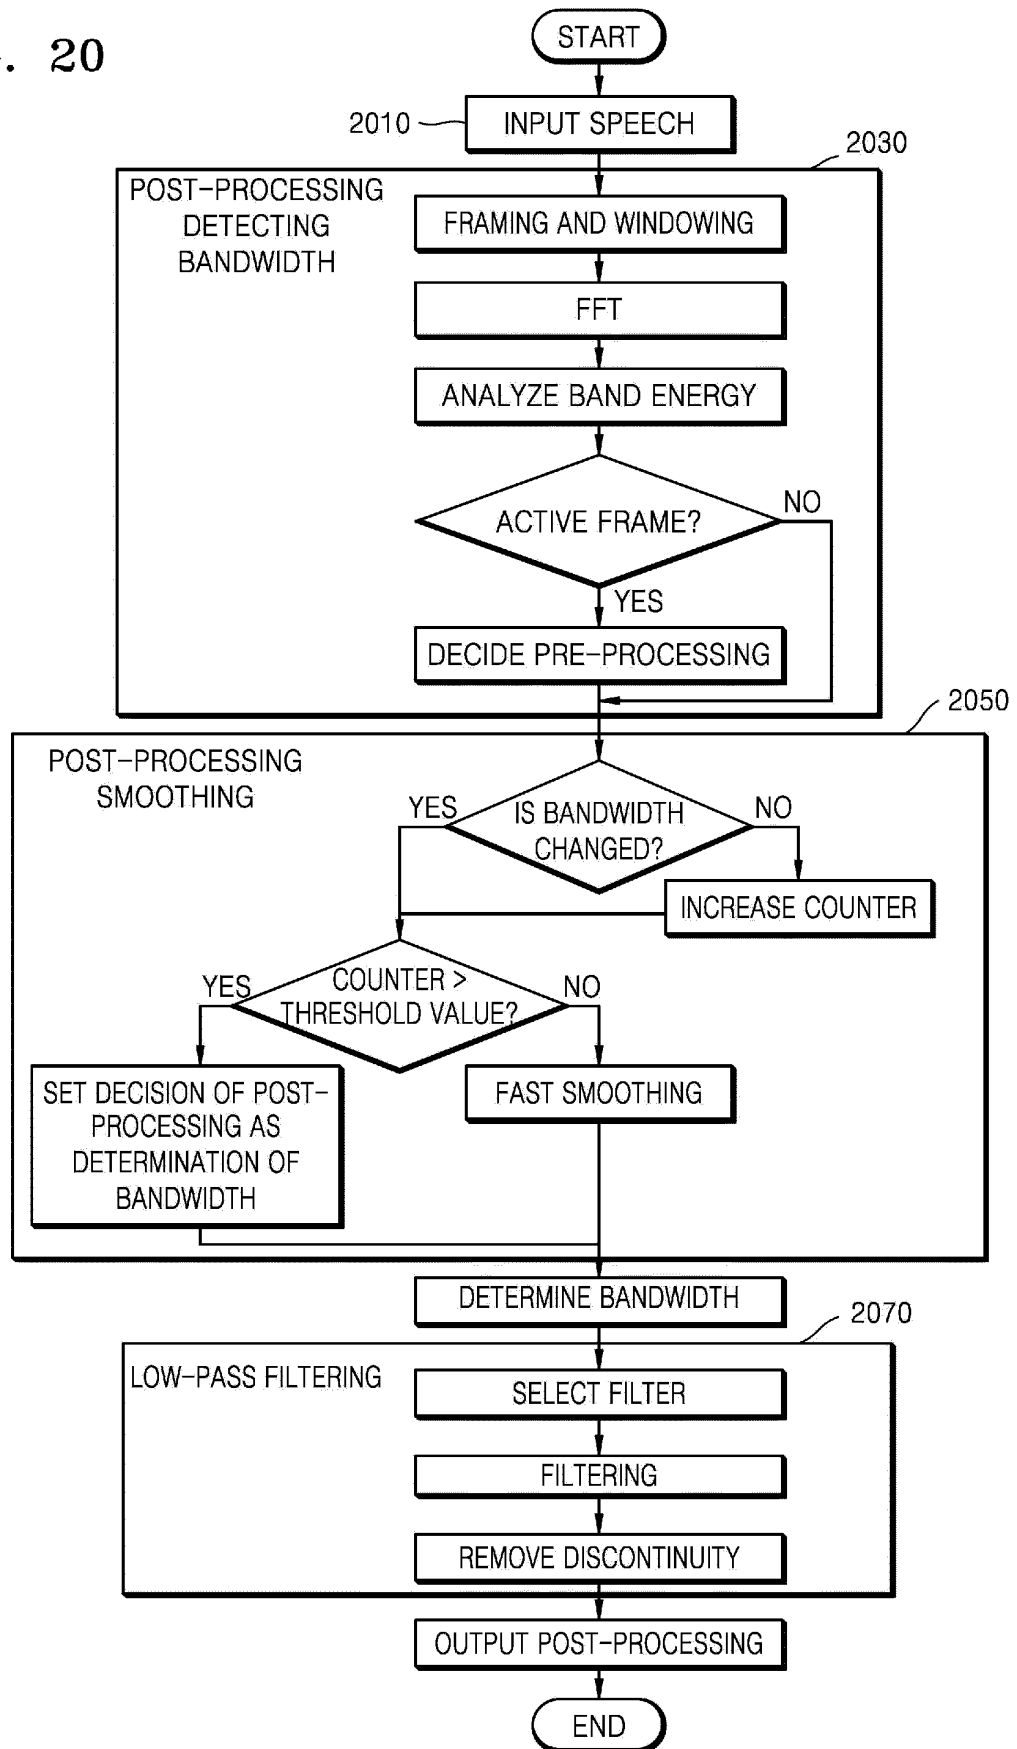 . 20
START
2010
INPUT SPEECH
2030
POST-PROCESSING
DETECTING
BANDWIDTH
FRAMING AND WINDOWING
FFT
ANALYZE BAND ENERGY
ACTIVE FRAME?
NO
YES
DECIDE PRE-PROCESSING
2050
POST-PROCESSING
SMOOTHING
YES
IS BANDWIDTH
CHANGED?
NO
INCREASE COUNTER
YES
COUNTER >
THRESHOLD VALUE?
NO
SET DECISION OF POST-
PROCESSING AS
DETERMINATION OF
BANDWIDTH
FAST SMOOTHING
DETERMINE BANDWIDTH
2070
LOW-PASS FILTERING
SELECT FILTER
FILTERING
REMOVE DISCONTINUITY
OUTPUT POST-PROCESSING
END